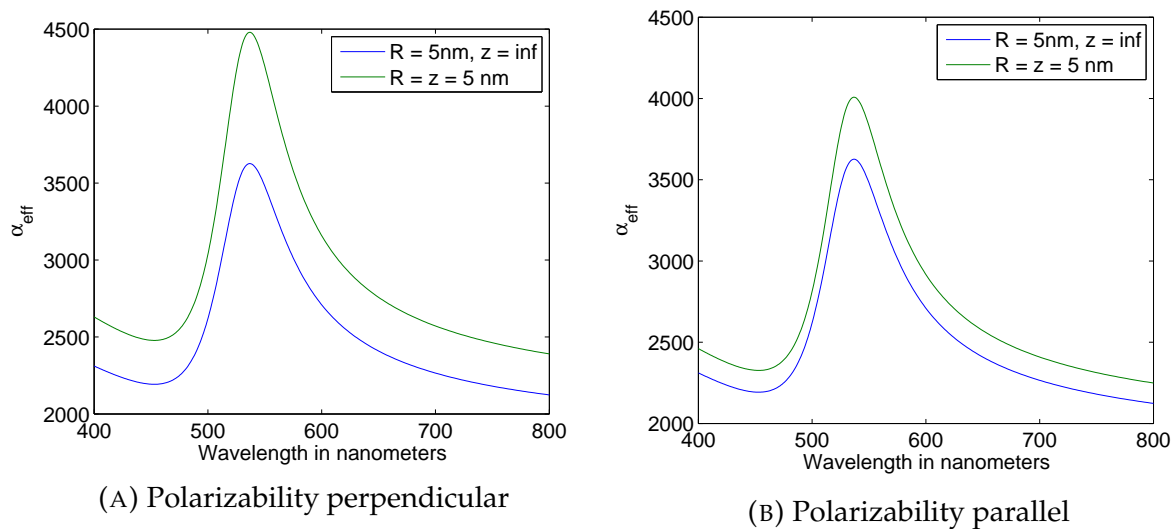 4500
4000
3500
3000
2500
2000
α_eff
400 500 600 700 800
Wavelength in nanometers
R = 5nm, z = inf
R = z = 5 nm
(A) Polarizability perpendicular
4500
4000
3500
3000
2500
2000
α_eff
400 500 600 700 800
Wavelength in nanometers
R = 5nm, z = inf
R = z = 5 nm
(B) Polarizability parallel